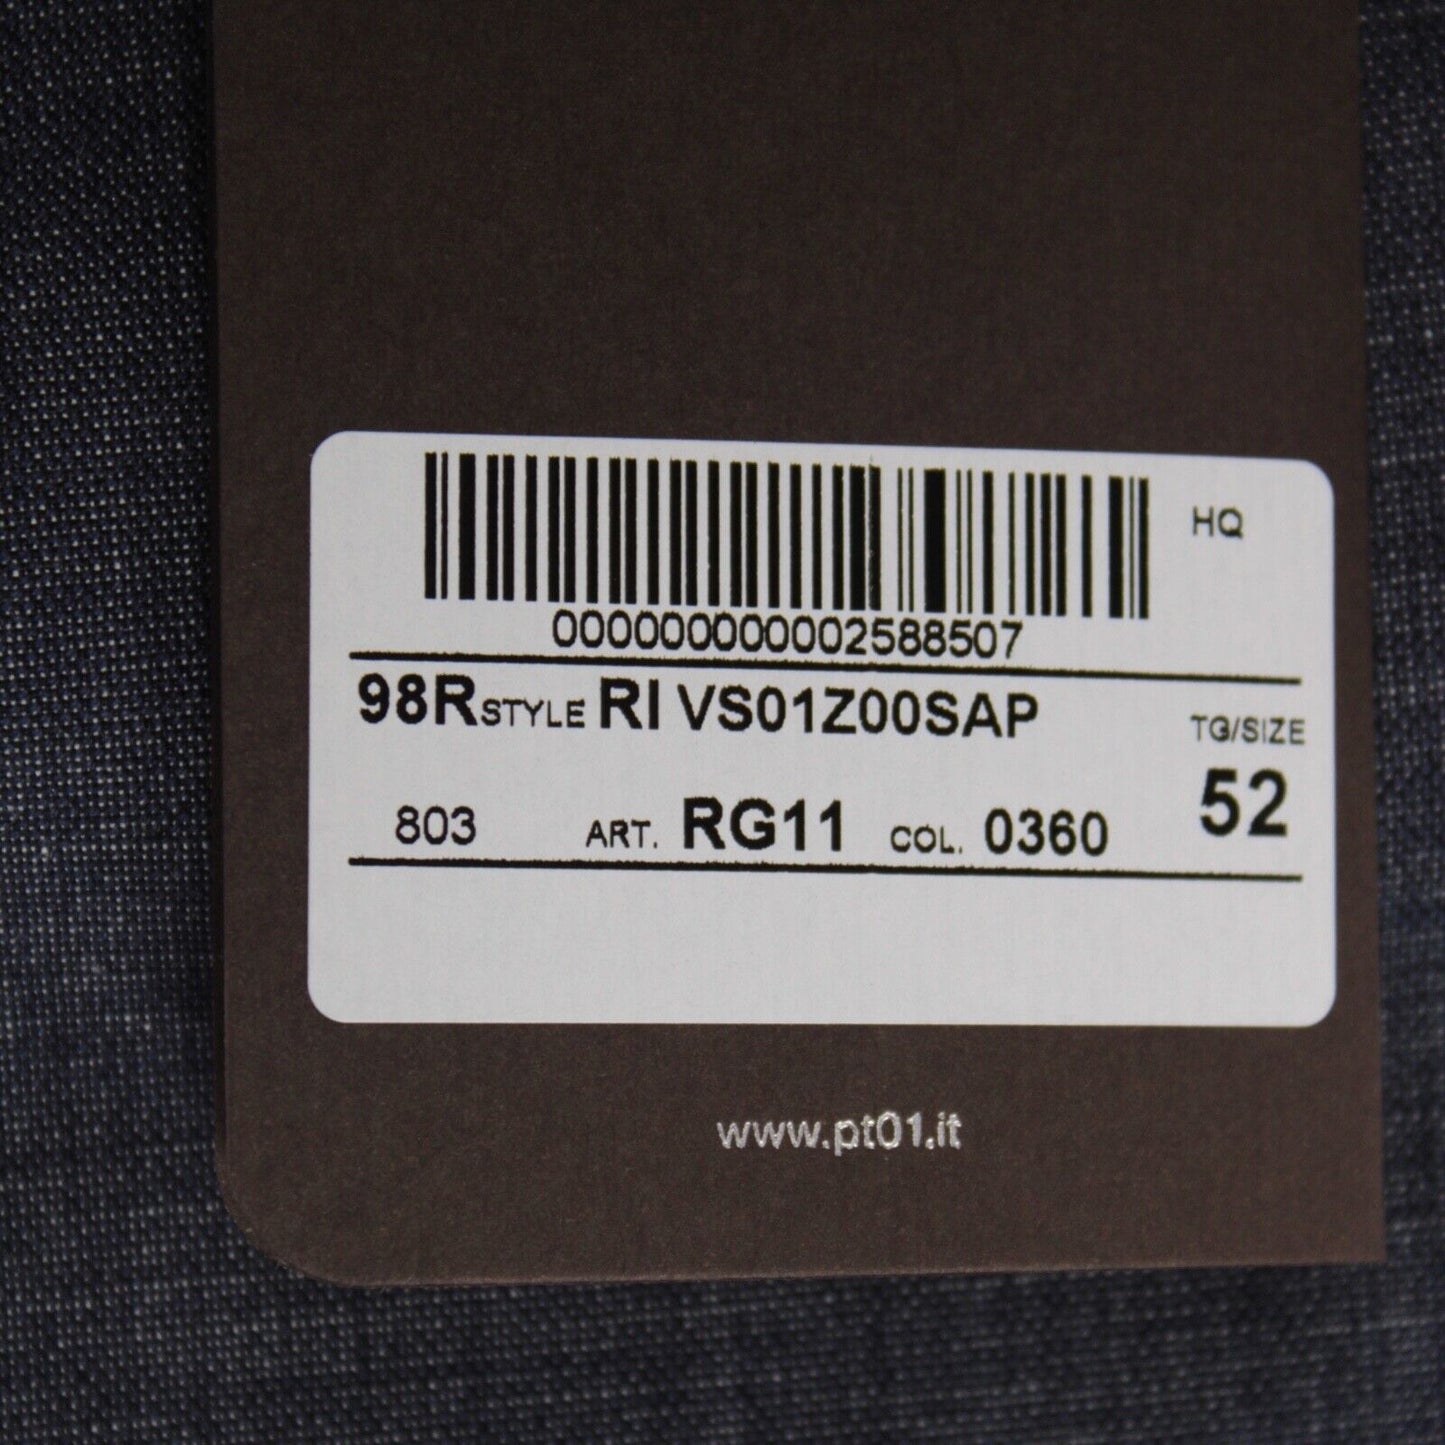 HQ
000000000002588507
98R STYLE RI VS01Z00SAP
TG/SIZE
803 ART. RG11 COL. 0360 52
www.pt01.it